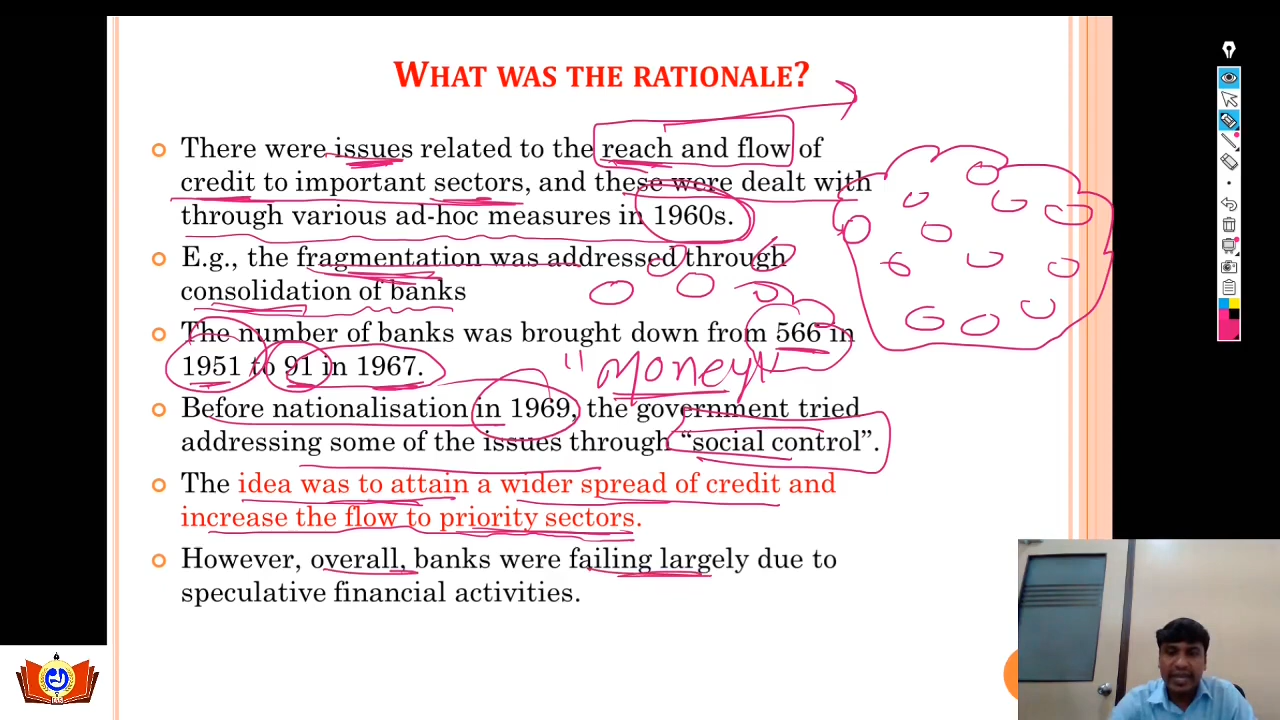 WHAT WAS THE RATIONALE?
There were issues related to the reach and flow of
credit to important sectors, and these were dealt with
through various ad-hoc measures in 1960s.
E.g., the fragmentation was addressed through
consolidation of banks
The number of banks was brought down from 566 in
1951 to 91 in 1967.
"money"
Before nationalisation in 1969, the government tried
addressing some of the issues through “social control”.
The idea was to attain a wider spread of credit and
increase the flow to priority sectors.
However, overall, banks were failing largely due to
speculative financial activities.